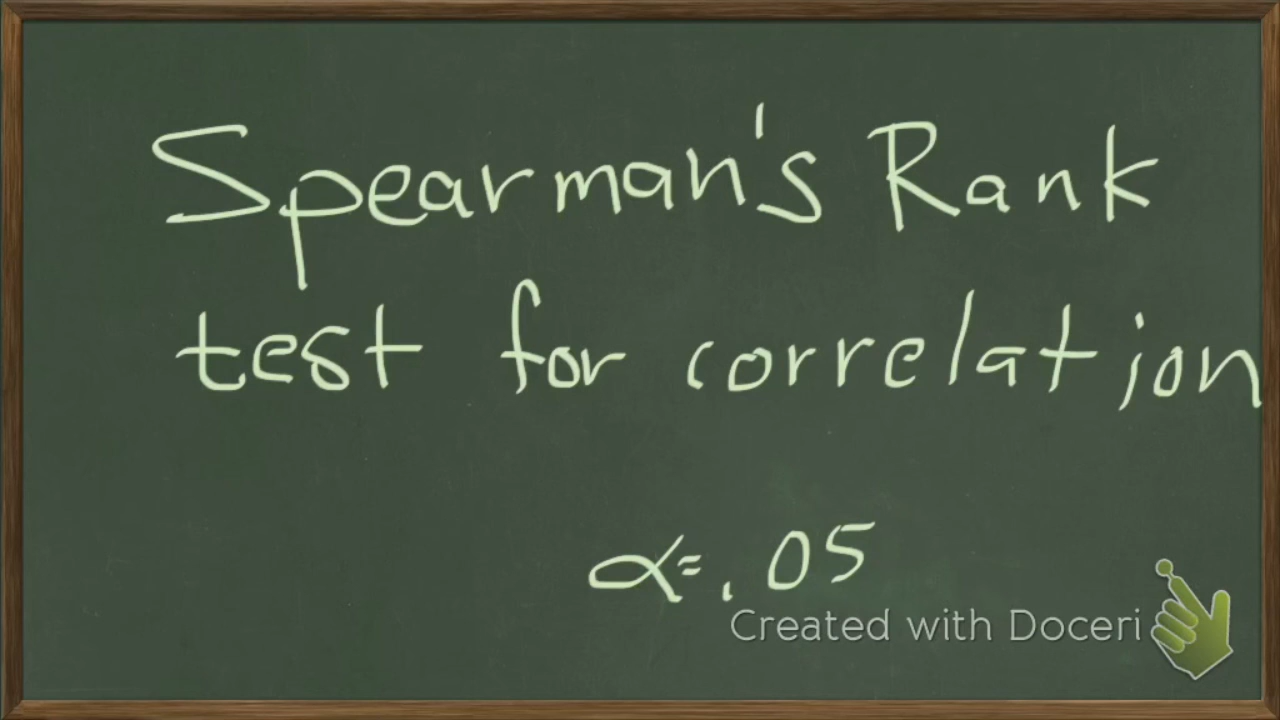 Spearman's Rank
test for correlation
α=.05
Created with Doceri